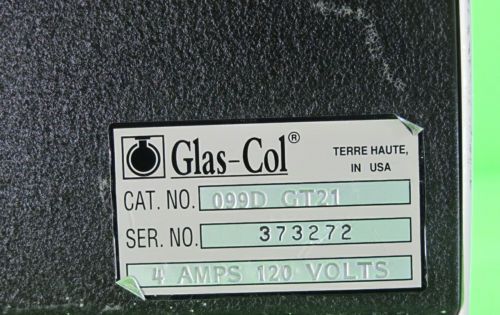 Glas-Col®
TERRE HAUTE,
IN USA
CAT. NO. 099D GT21
SER. NO. 373272
4 AMPS 120 VOLTS